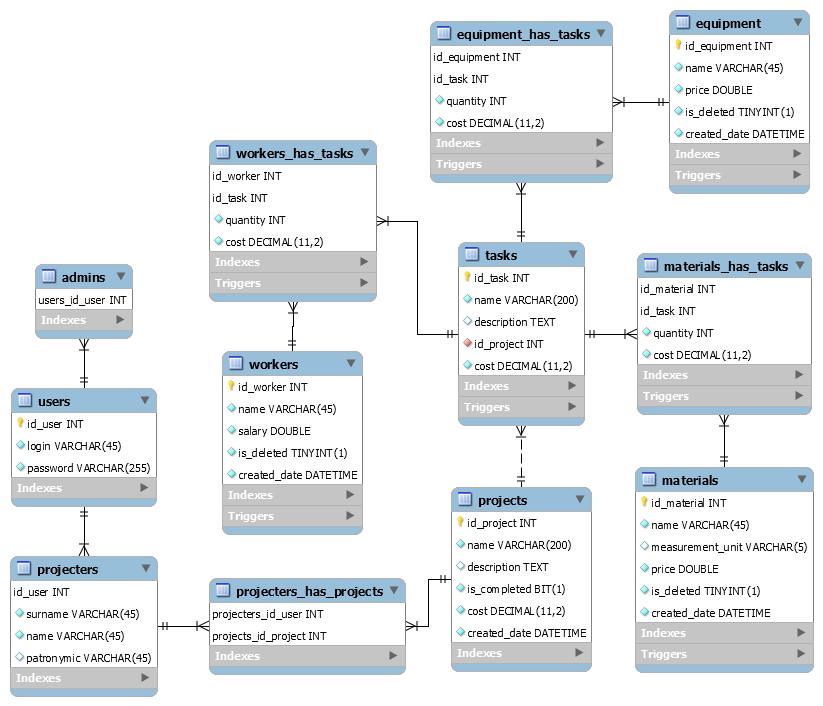 equipment_has_tasks
id_equipment INT
id_task INT
quantity INT
cost DECIMAL(11,2)
Indexes
Triggers
equipment
id_equipment INT
name VARCHAR(45)
price DOUBLE
is_deleted TINYINT(1)
created_date DATETIME
Indexes
Triggers
workers_has_tasks
id_worker INT
id_task INT
quantity INT
cost DECIMAL(11,2)
Indexes
Triggers
tasks
id_task INT
name VARCHAR(200)
description TEXT
id_project INT
cost DECIMAL(11,2)
Indexes
Triggers
materials_has_tasks
id_material INT
id_task INT
quantity INT
cost DECIMAL(11,2)
Indexes
Triggers
admins
users_id_user INT
Indexes
workers
id_worker INT
name VARCHAR(45)
salary DOUBLE
is_deleted TINYINT(1)
created_date DATETIME
Indexes
Triggers
users
id_user INT
login VARCHAR(45)
password VARCHAR(255)
Indexes
projects
id_project INT
name VARCHAR(200)
description TEXT
is_completed BIT(1)
cost DECIMAL(11,2)
created_date DATETIME
Indexes
materials
id_material INT
name VARCHAR(45)
measurement_unit VARCHAR(5)
price DOUBLE
is_deleted TINYINT(1)
created_date DATETIME
Indexes
Triggers
projecters
id_user INT
surname VARCHAR(45)
name VARCHAR(45)
patronymic VARCHAR(45)
Indexes
projecters_has_projects
projecters_id_user INT
projects_id_project INT
Indexes